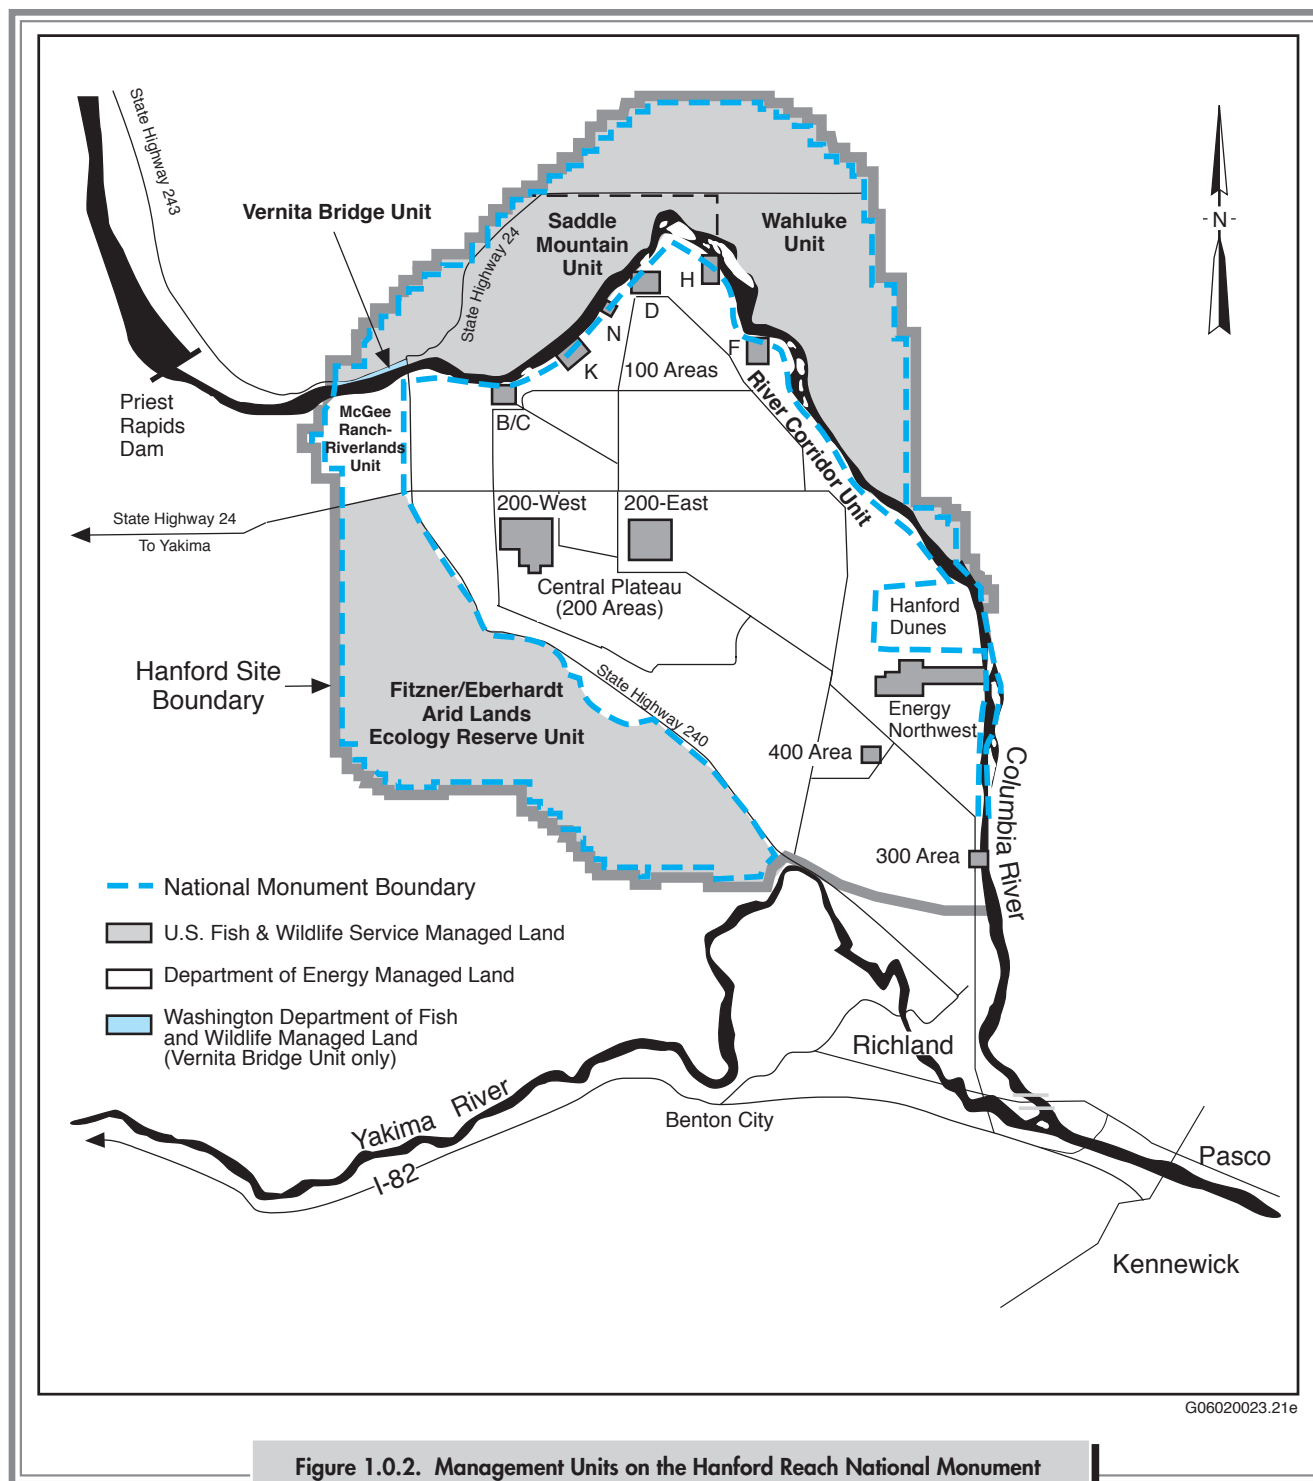 State Highway 243
Vernita Bridge Unit
State Highway 24
Saddle
Mountain
Unit
Wahluke
Unit
-N-
H
D
N
F
K
100 Areas
B/C
River Corridor Unit
Priest
Rapids
Dam
McGee
Ranch-
Riverlands
Unit
State Highway 24
To Yakima
200-West
200-East
Central Plateau
(200 Areas)
Hanford
Dunes
Hanford Site
Boundary
Fitzner/Eberhardt
Arid Lands
Ecology Reserve Unit
State Highway 240
Energy
Northwest
400 Area
Columbia River
300 Area
National Monument Boundary
U.S. Fish & Wildlife Service Managed Land
Department of Energy Managed Land
Washington Department of Fish
and Wildlife Managed Land
(Vernita Bridge Unit only)
Richland
Benton City
Yakima River
I-82
Pasco
Kennewick
G06020023.21e
Figure 1.0.2. Management Units on the Hanford Reach National Monument